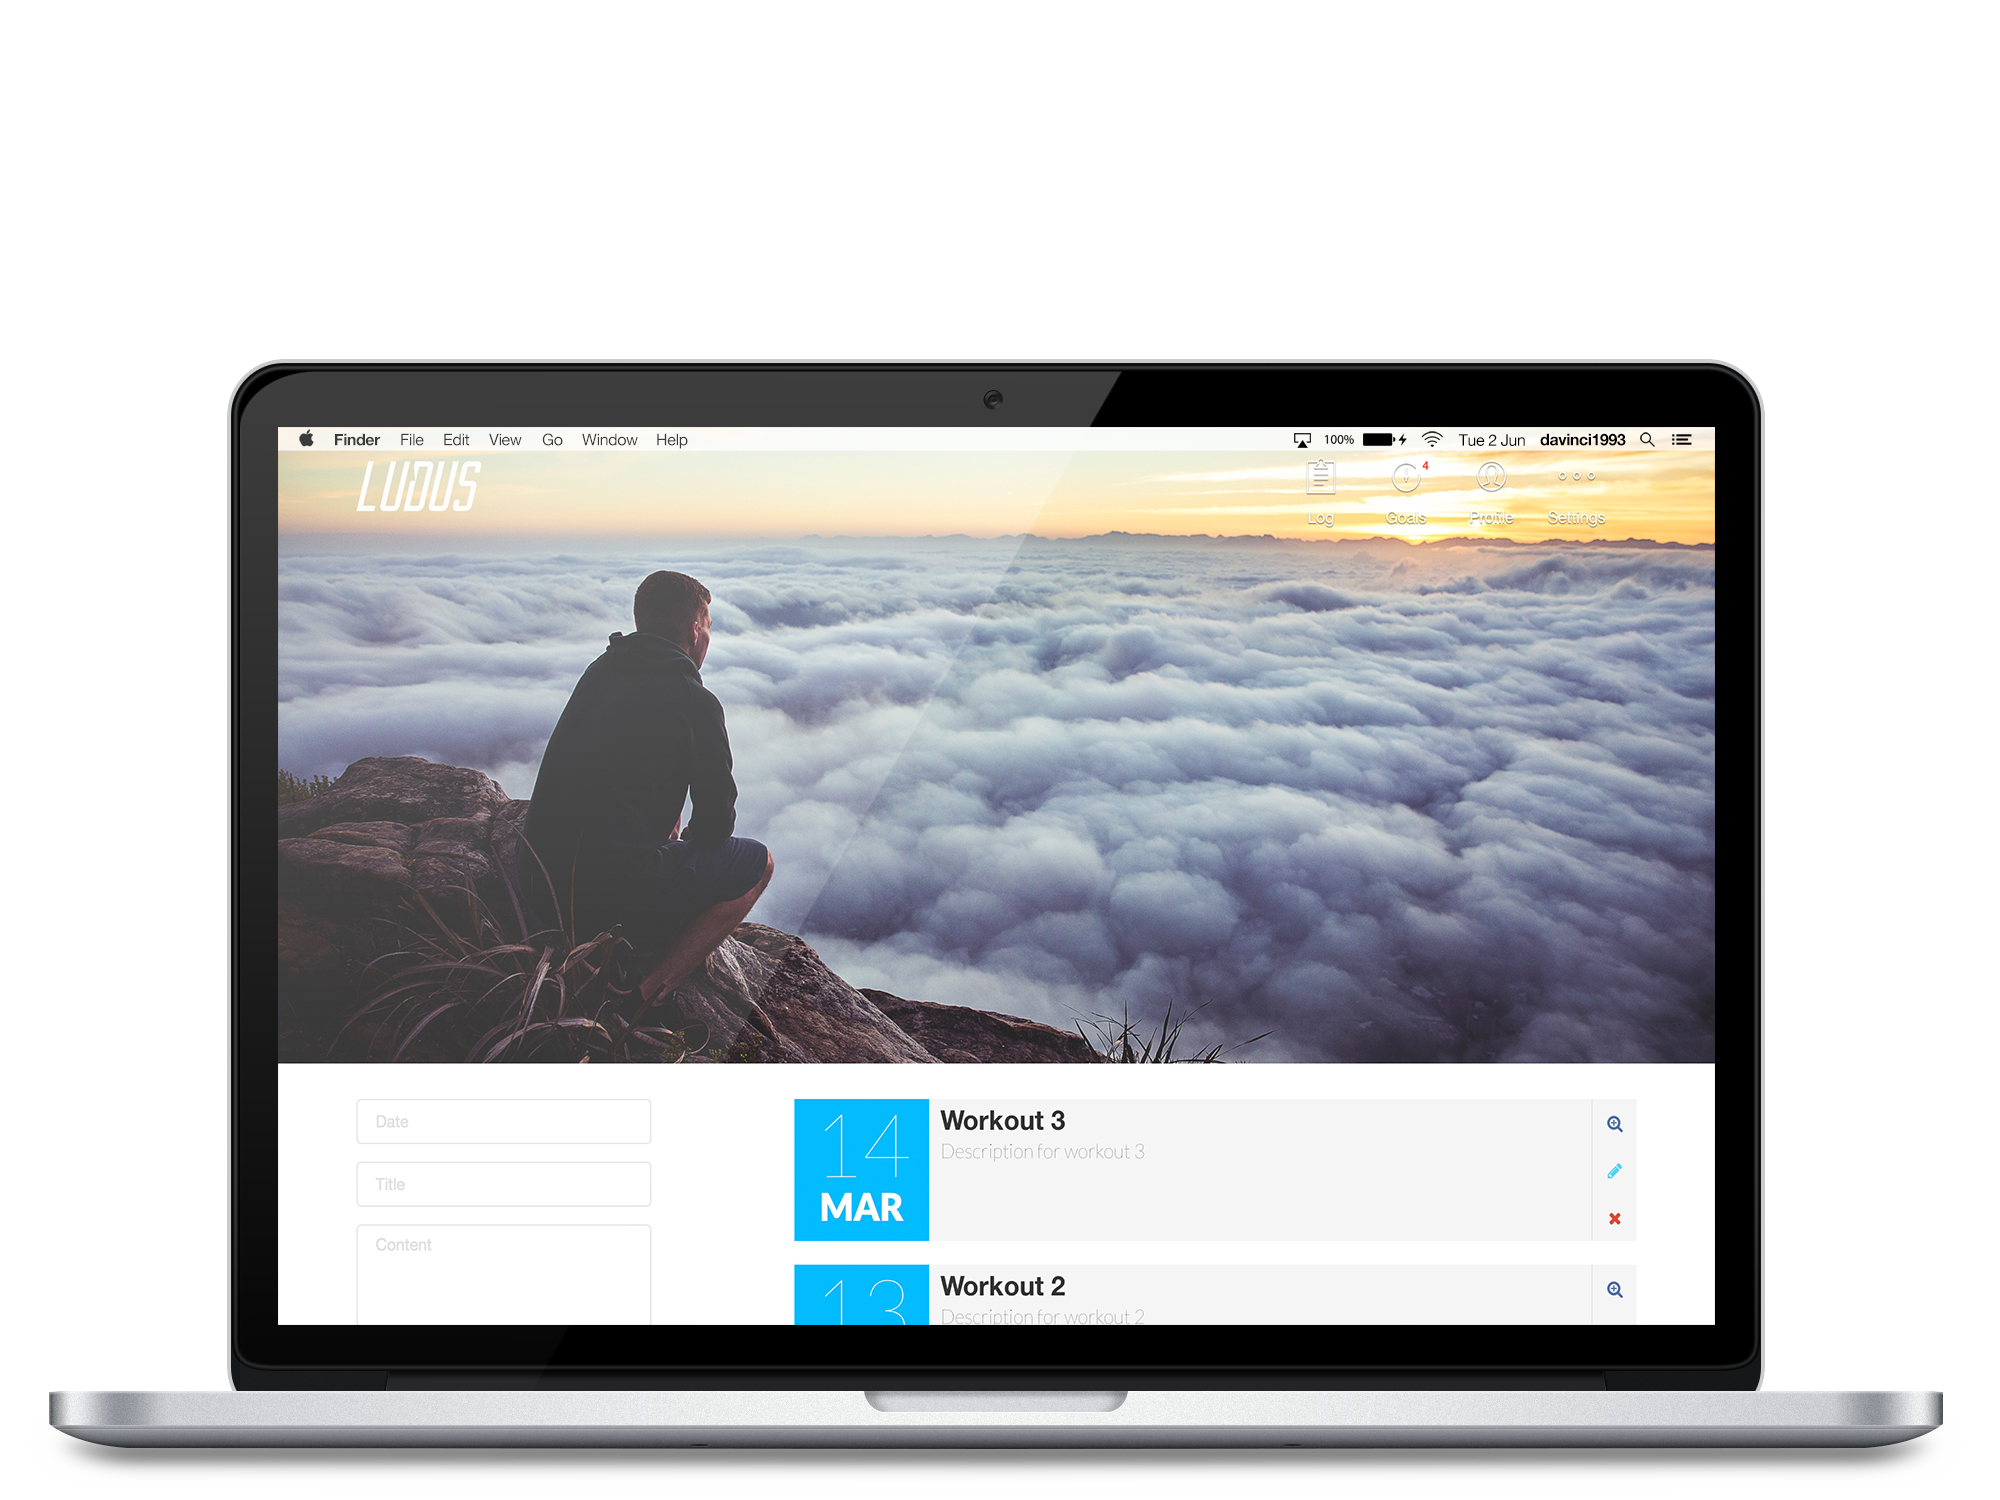 Finder File Edit View Go Window Help 100% Tue 2 Jun davinci1993
LUDUS
4
Log Goals Profile Settings
Date
Title
Content
14
MAR
Workout 3
Description for workout 3
13
Workout 2
Description for workout 2